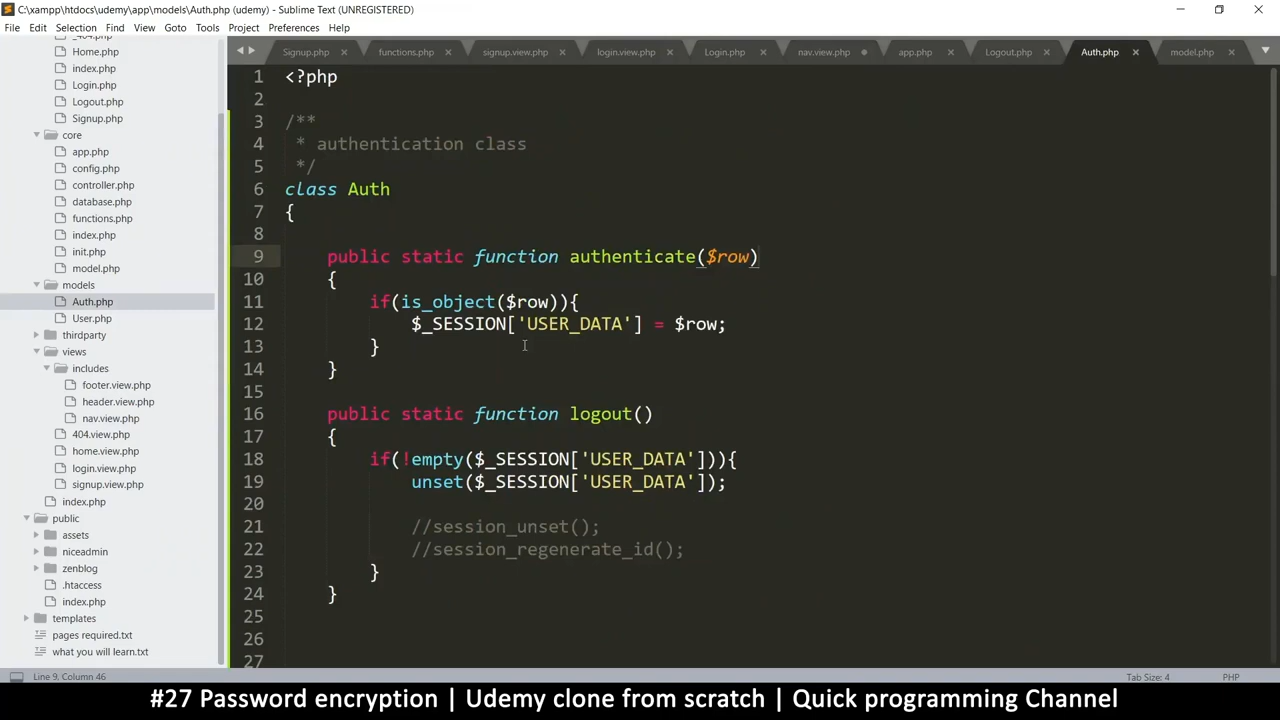 C:\xampp\htdocs\udemy\app\models\Auth.php (udemy) - Sublime Text (UNREGISTERED)
File Edit Selection Find View Goto Tools Project Preferences Help
Signup.php functions.php signup.view.php login.view.php Login.php nav.view.php app.php Logout.php Auth.php model.php
_404.php
Home.php
index.php
Login.php
Logout.php
Signup.php
core
app.php
config.php
controller.php
database.php
functions.php
index.php
init.php
model.php
models
Auth.php
User.php
thirdparty
views
includes
footer.view.php
header.view.php
nav.view.php
404.view.php
home.view.php
login.view.php
signup.view.php
index.php
public
assets
niceadmin
zenblog
.htaccess
index.php
templates
pages required.txt
what you will learn.txt
1 <?php
2
3 /**
4 * authentication class
5 */
6 class Auth
7 {
8
9 public static function authenticate($row)
10 {
11 if(is_object($row)){
12 $_SESSION['USER_DATA'] = $row;
13 }
14 }
15
16 public static function logout()
17 {
18 if(!empty($_SESSION['USER_DATA'])){
19 unset($_SESSION['USER_DATA']);
20
21 //session_unset();
22 //session_regenerate_id();
23 }
24 }
25
26
27
Line 9, Column 46 Tab Size: 4 PHP
#27 Password encryption | Udemy clone from scratch | Quick programming Channel